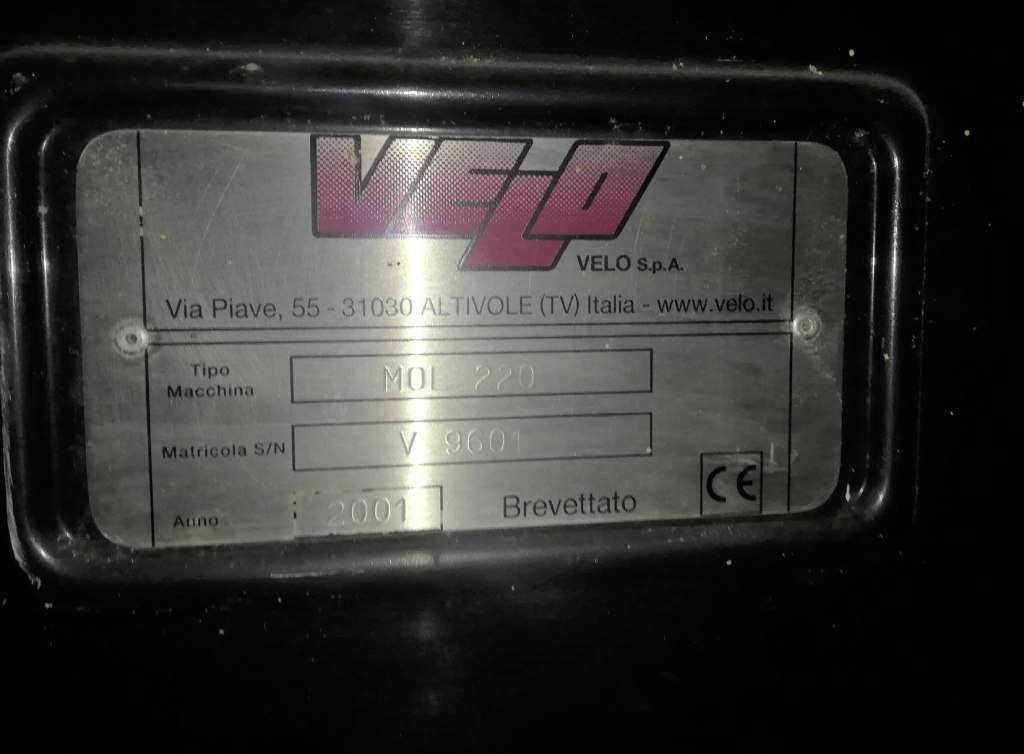 VELO
VELO S.p.A.
Via Piave, 55 - 31030 ALTIVOLE (TV) Italia - www.velo.it
Tipo
Macchina
MOL 220
Matricola S/N
V 9601
Anno
2001
Brevettato
CE